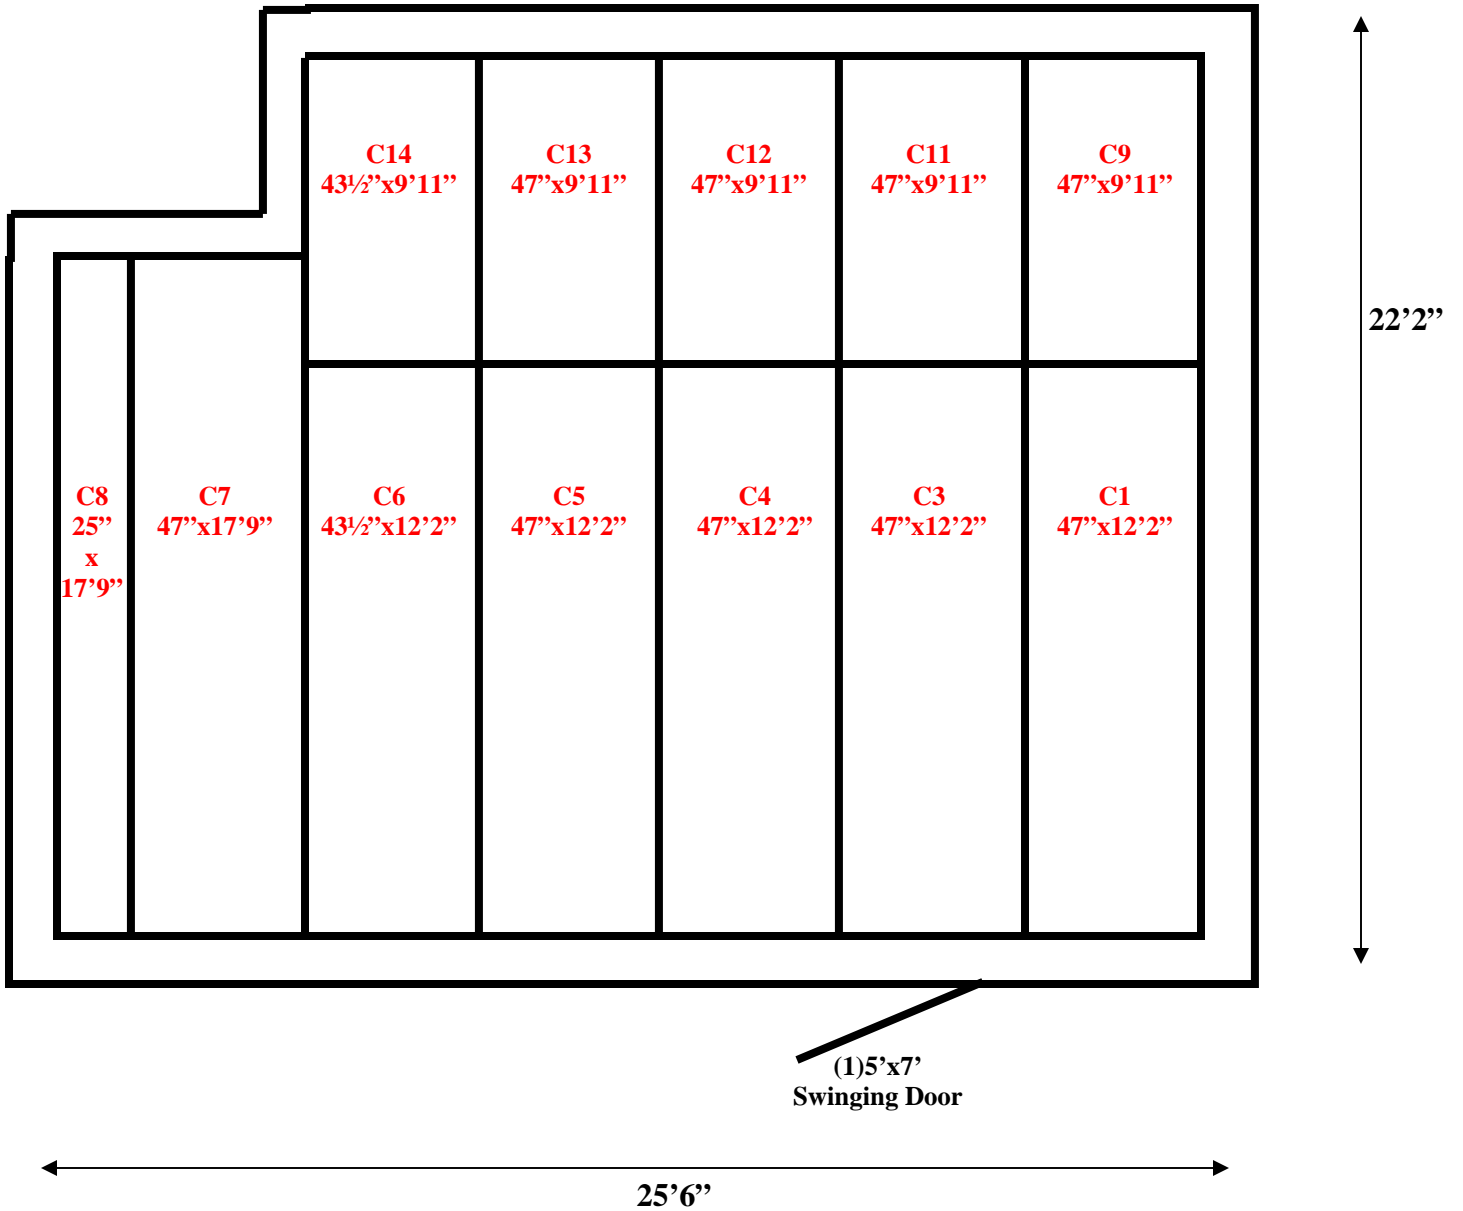 C14
43½”x9’11”
C13
47”x9’11”
C12
47”x9’11”
C11
47”x9’11”
C9
47”x9’11”
22’2”
C8
25”
x
17’9”
C7
47”x17’9”
C6
43½”x12’2”
C5
47”x12’2”
C4
47”x12’2”
C3
47”x12’2”
C1
47”x12’2”
(1)5’x7’
Swinging Door
25’6”